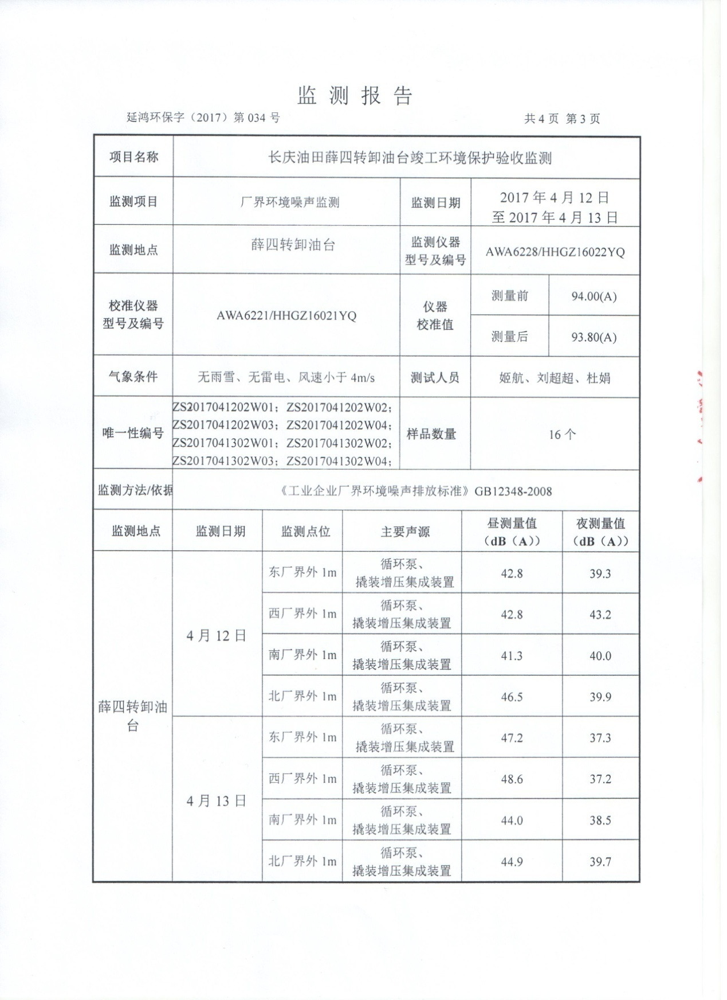 监测报告
延鸿环保字（2017）第 034 号
共 4 页 第 3 页
项目名称
长庆油田薛四转卸油台竣工环境保护验收监测
监测项目
厂界环境噪声监测
监测日期
2017 年 4 月 12 日
至 2017 年 4 月 13 日
监测地点
薛四转卸油台
监测仪器
型号及编号
AWA6228/HHGZ16022YQ
校准仪器
型号及编号
AWA6221/HHGZ16021YQ
仪器
校准值
测量前
94.00(A)
测量后
93.80(A)
气象条件
无雨雪、无雷电、风速小于 4m/s
测试人员
姬航、刘超超、杜娟
唯一性编号
ZS2017041202W01；ZS2017041202W02；
ZS2017041202W03；ZS2017041202W04；
ZS2017041302W01；ZS2017041302W02；
ZS2017041302W03；ZS2017041302W04；
样品数量
16 个
监测方法/依据
《工业企业厂界环境噪声排放标准》GB12348-2008
监测地点
监测日期
监测点位
主要声源
昼测量值
（dB（A））
夜测量值
（dB（A））
薛四转卸油
台
4 月 12 日
东厂界外 1m
循环泵、
撬装增压集成装置
42.8
39.3
西厂界外 1m
循环泵、
撬装增压集成装置
42.8
43.2
南厂界外 1m
循环泵、
撬装增压集成装置
41.3
40.0
北厂界外 1m
循环泵、
撬装增压集成装置
46.5
39.9
4 月 13 日
东厂界外 1m
循环泵、
撬装增压集成装置
47.2
37.3
西厂界外 1m
循环泵、
撬装增压集成装置
48.6
37.2
南厂界外 1m
循环泵、
撬装增压集成装置
44.0
38.5
北厂界外 1m
循环泵、
撬装增压集成装置
44.9
39.7